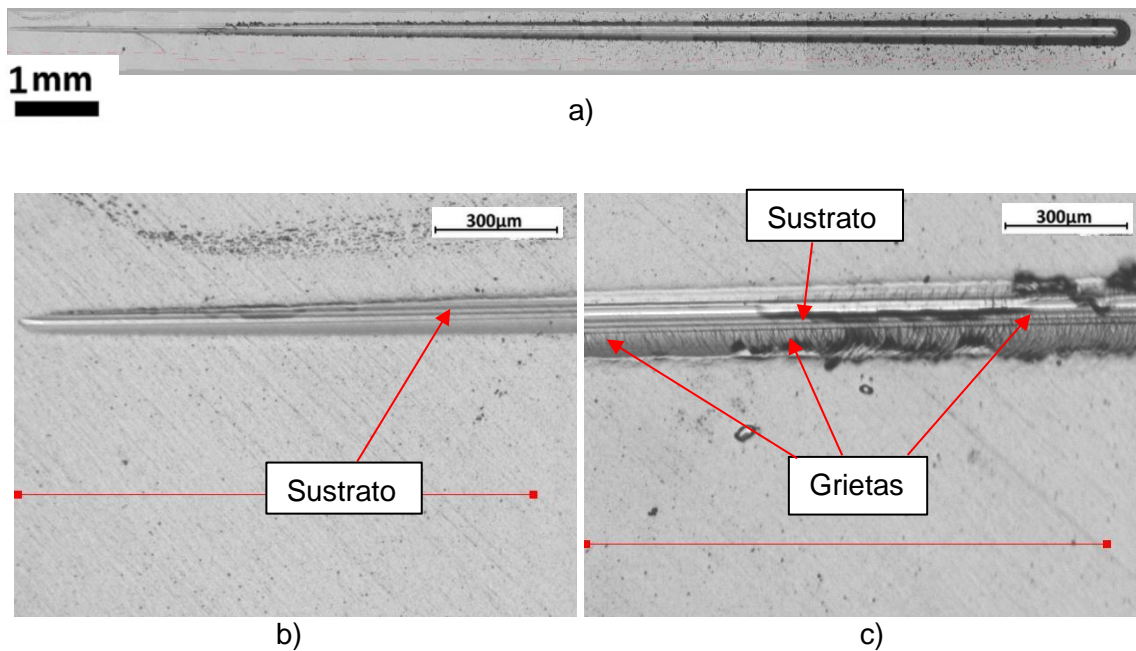 1mm
a)
300µm
Sustrato
b)
Sustrato
300µm
Grietas
c)